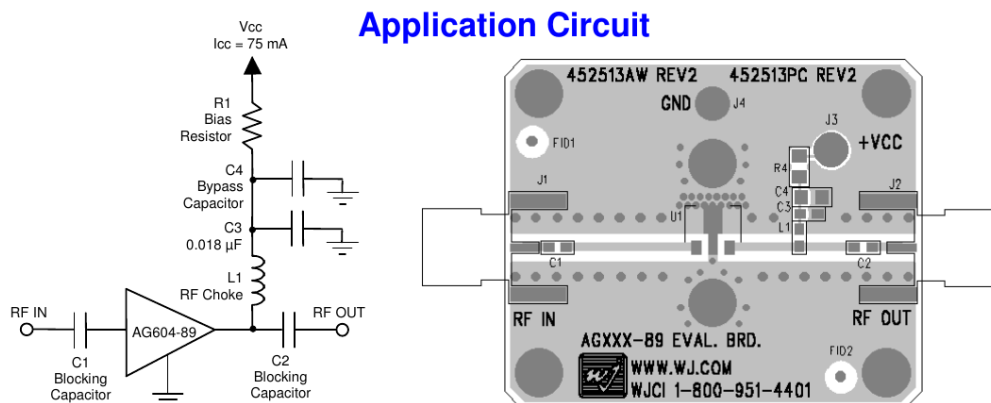 Application Circuit
Vcc
Icc = 75 mA
R1
Bias
Resistor
C4
Bypass
Capacitor
C3
0.018 µF
L1
RF Choke
RF IN
AG604-89
RF OUT
C1
Blocking
Capacitor
C2
Blocking
Capacitor
452513AW REV2
452513PC REV2
GND
J4
J3
FID1
+VCC
R4
J1
C4
J2
C3
U1
L1
C1
C2
RF IN
RF OUT
AGXXX-89 EVAL. BRD.
FID2
WJ
WWW.WJ.COM
WJCI 1-800-951-4401